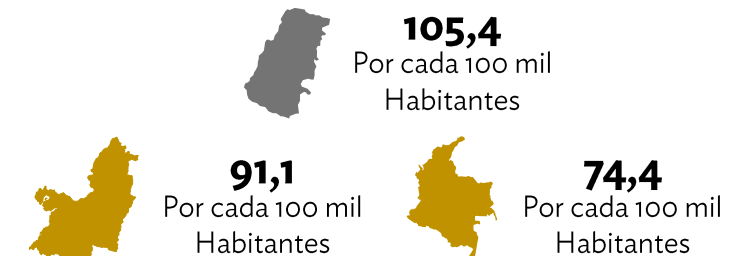 105,4
Por cada 100 mil
Habitantes
91,1
Por cada 100 mil
Habitantes
74,4
Por cada 100 mil
Habitantes